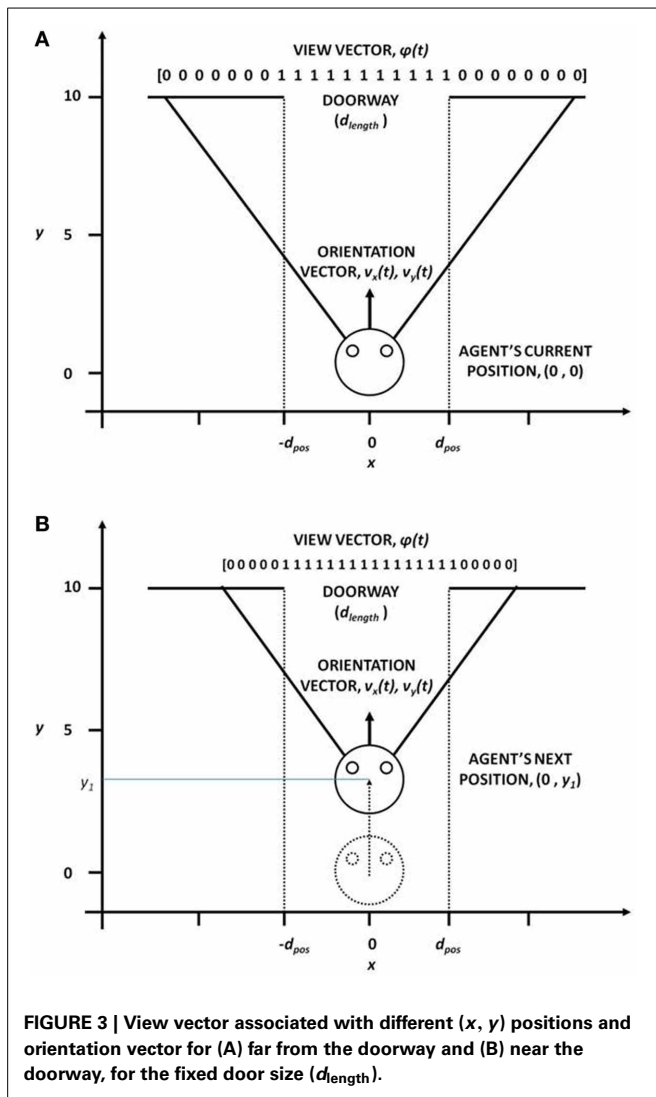 A
VIEW VECTOR, φ(t)
[0 0 0 0 0 0 0 1 1 1 1 1 1 1 1 1 1 1 0 0 0 0 0 0 0 0]
10
DOORWAY
(d_length)
y
5
ORIENTATION
VECTOR, v_x(t), v_y(t)
AGENT'S CURRENT
POSITION, (0 , 0)
0
-d_pos
0
d_pos
x
B
VIEW VECTOR, φ(t)
10
DOORWAY
(d_length)
ORIENTATION
VECTOR, v_x(t), v_y(t)
y
5
AGENT'S NEXT
POSITION, (0 , y_1)
y_1
0
-d_pos
0
d_pos
x
FIGURE 3 | View vector associated with different (x, y) positions and
orientation vector for (A) far from the doorway and (B) near the
doorway, for the fixed door size (d_length).